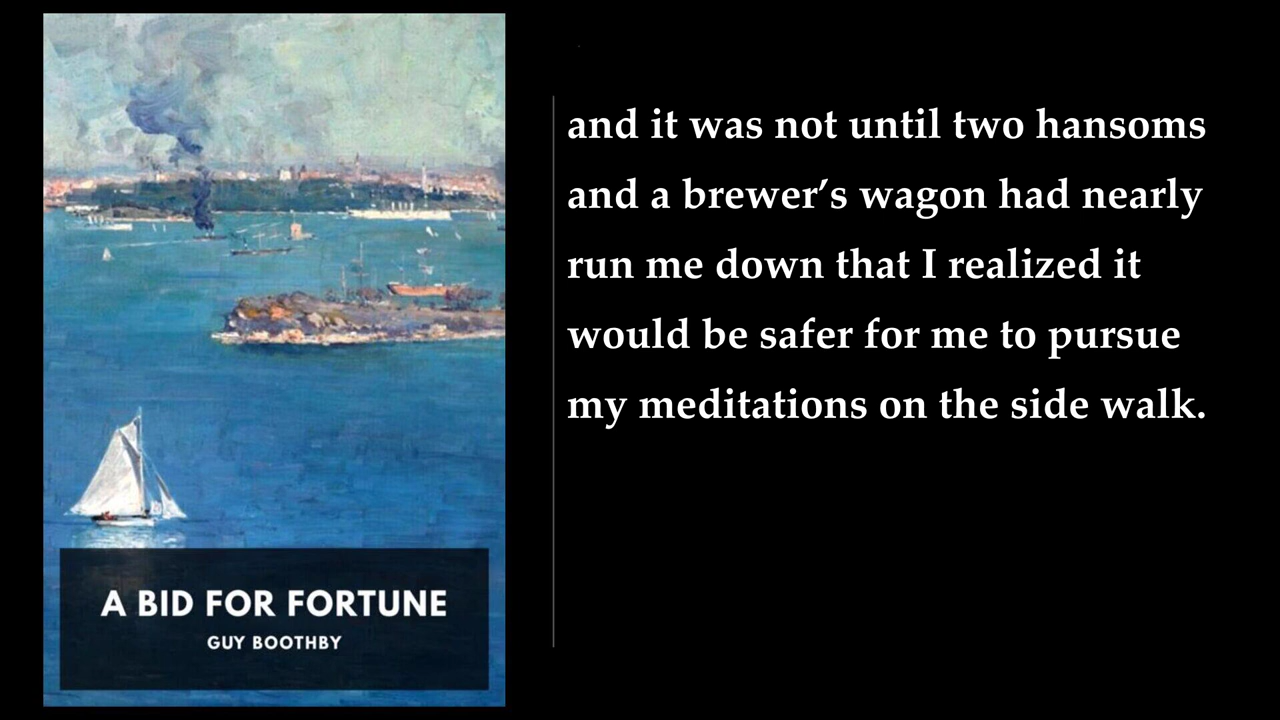 A BID FOR FORTUNE
GUY BOOTHBY
and it was not until two hansoms
and a brewer’s wagon had nearly
run me down that I realized it
would be safer for me to pursue
my meditations on the side walk.